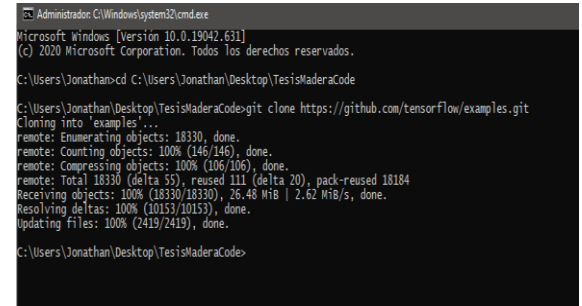 Administrador: C:\Windows\system32\cmd.exe
Microsoft Windows [Versión 10.0.19042.631]
(c) 2020 Microsoft Corporation. Todos los derechos reservados.
C:\Users\Jonathan>cd C:\Users\Jonathan\Desktop\TesisMaderaCode
C:\Users\Jonathan\Desktop\TesisMaderaCode>git clone https://github.com/tensorflow/examples.git
Cloning into 'examples'...
remote: Enumerating objects: 18330, done.
remote: Counting objects: 100% (146/146), done.
remote: Compressing objects: 100% (106/106), done.
remote: Total 18330 (delta 55), reused 111 (delta 20), pack-reused 18184
Receiving objects: 100% (18330/18330), 26.48 MiB | 2.62 MiB/s, done.
Resolving deltas: 100% (10153/10153), done.
Updating files: 100% (2419/2419), done.
C:\Users\Jonathan\Desktop\TesisMaderaCode>